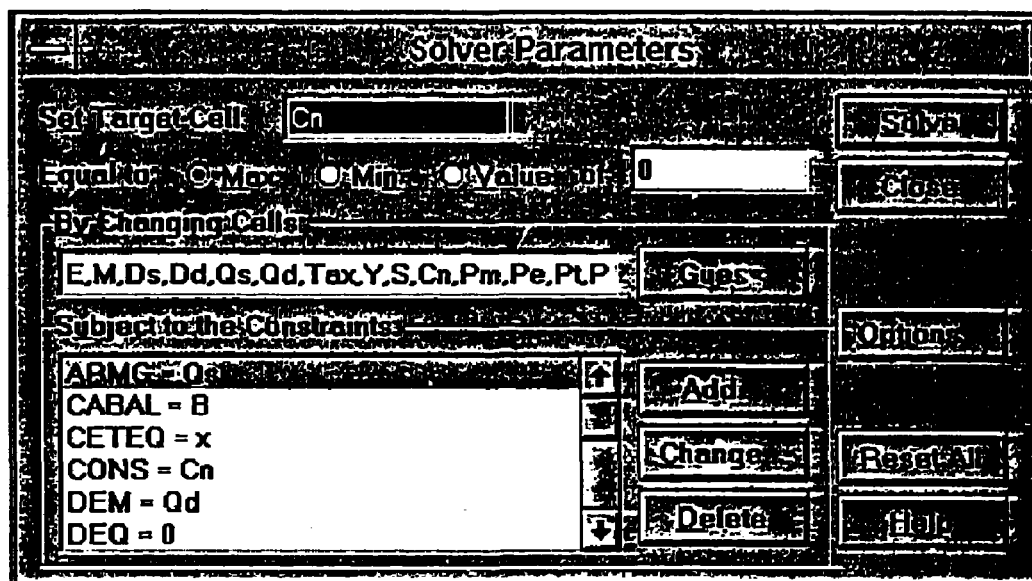 Solver Parameters
Set Target Cell: Cn
Solve
Equal to: Max Min Value of 0
Close
By Changing Cells:
E,M,Ds,Dd,Qs,Qd,Tax,Y,S,Cn,Pm,Pe,Pt,P
Guess
Subject to the Constraints:
Options
ARMG = Qs
CABAL = B
CETEQ = x
CONS = Cn
DEM = Qd
DEQ = 0
Add
Change
Delete
Reset All
Help